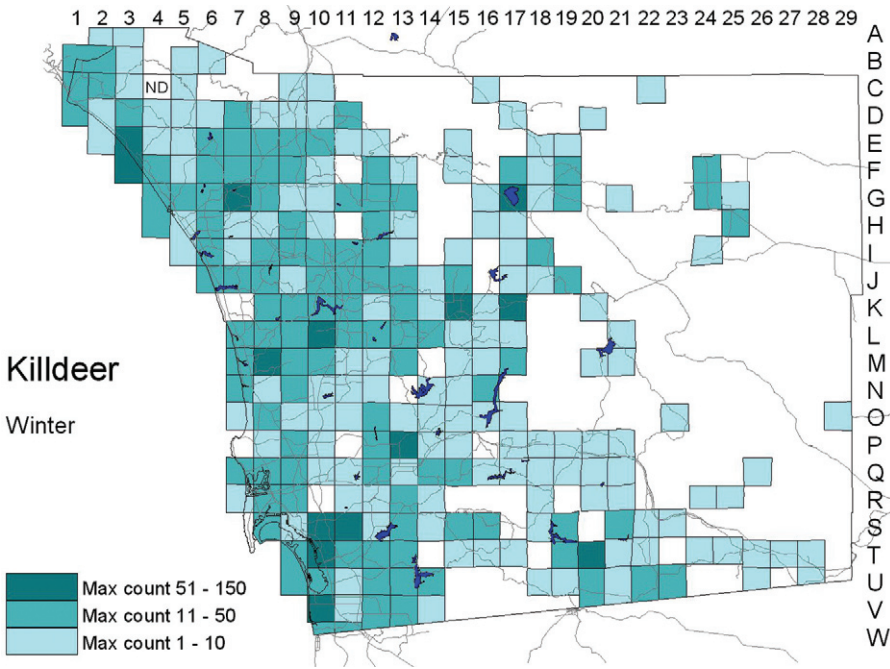 1 2 3 4 5 6 7 8 9 10 11 12 13 14 15 16 17 18 19 20 21 22 23 24 25 26 27 28 29
A
B
C
D
E
F
G
H
I
J
K
L
M
N
O
P
Q
R
S
T
U
V
W
ND
Killdeer
Winter
Max count 51 - 150
Max count 11 - 50
Max count 1 - 10